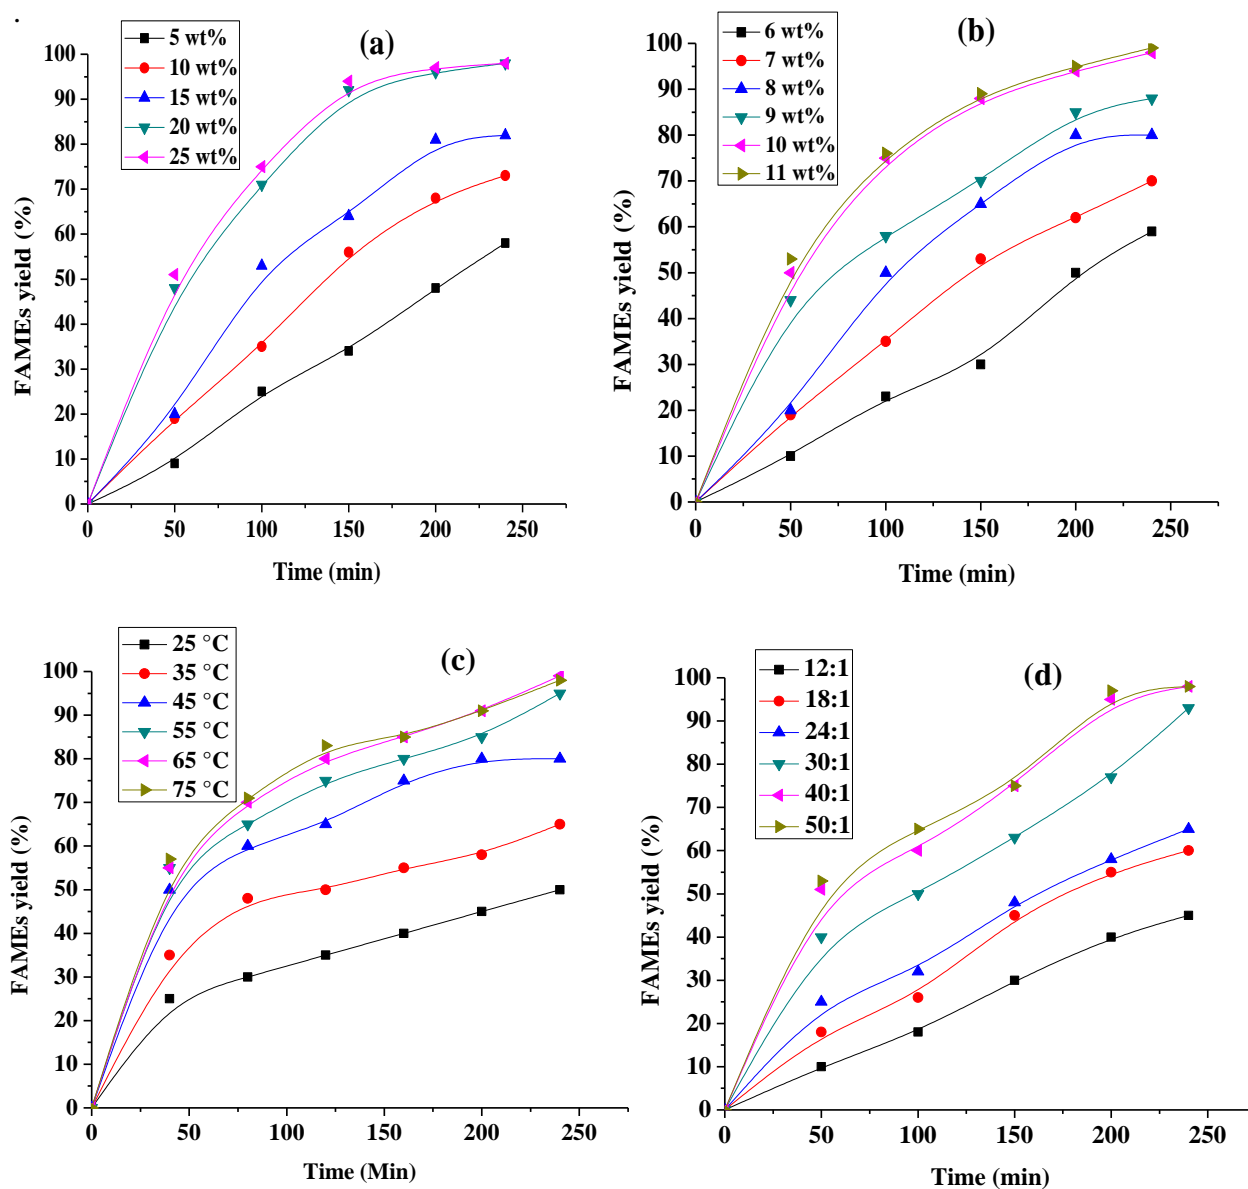 .
(a)
5 wt%
10 wt%
15 wt%
20 wt%
25 wt%
FAMEs yield (%)
100
90
80
70
60
50
40
30
20
10
0
0 50 100 150 200 250
Time (min)
(b)
6 wt%
7 wt%
8 wt%
9 wt%
10 wt%
11 wt%
FAMEs yield (%)
100
90
80
70
60
50
40
30
20
10
0
0 50 100 150 200 250
Time (min)
(c)
25 °C
35 °C
45 °C
55 °C
65 °C
75 °C
FAMEs yield (%)
100
90
80
70
60
50
40
30
20
10
0
0 50 100 150 200 250
Time (Min)
(d)
12:1
18:1
24:1
30:1
40:1
50:1
FAMEs yield (%)
100
90
80
70
60
50
40
30
20
10
0
0 50 100 150 200 250
Time (min)